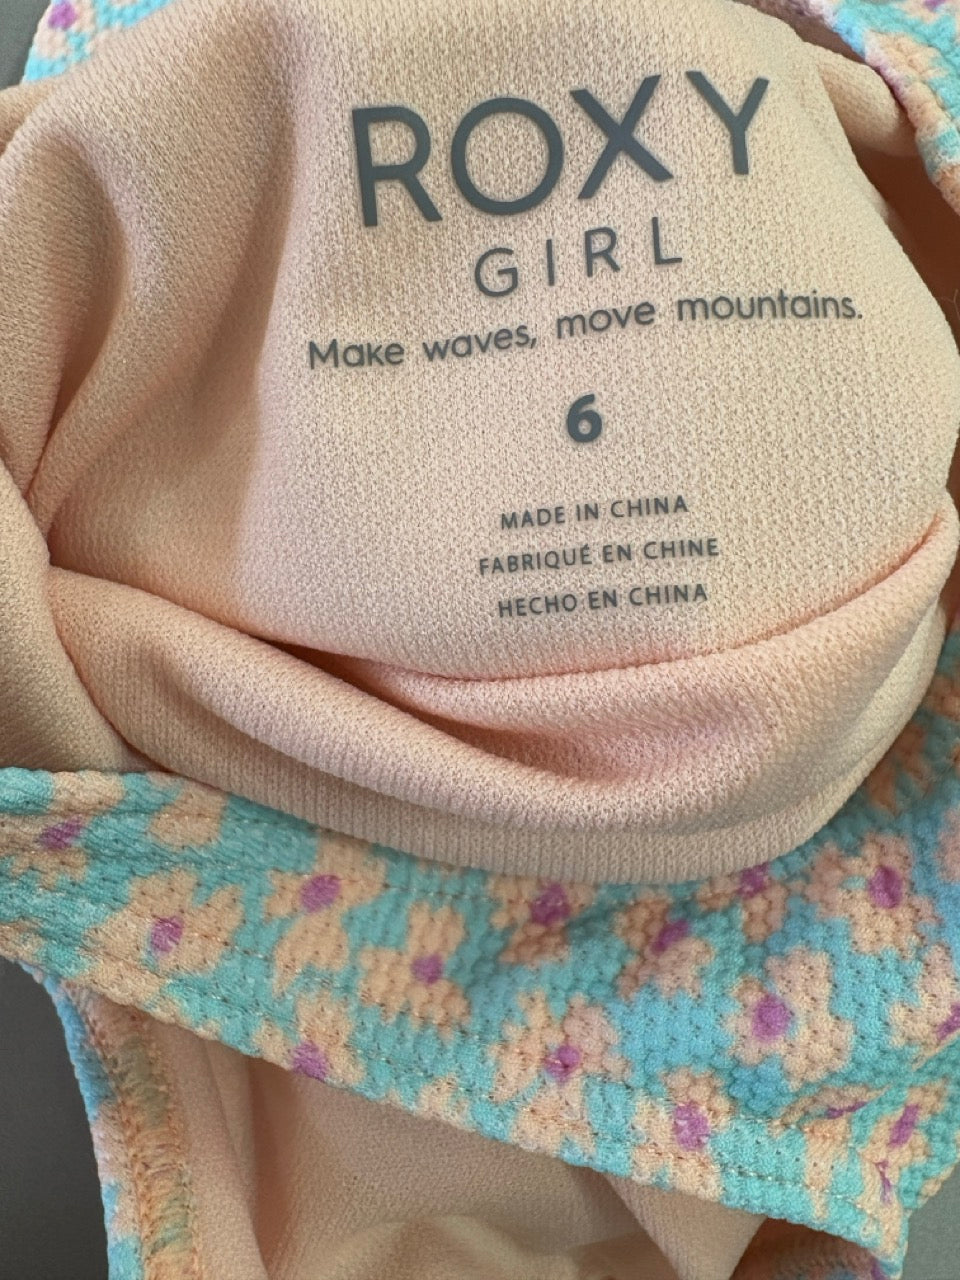 ROXY
GIRL
Make waves, move mountains.
6
MADE IN CHINA
FABRIQUÉ EN CHINE
HECHO EN CHINA